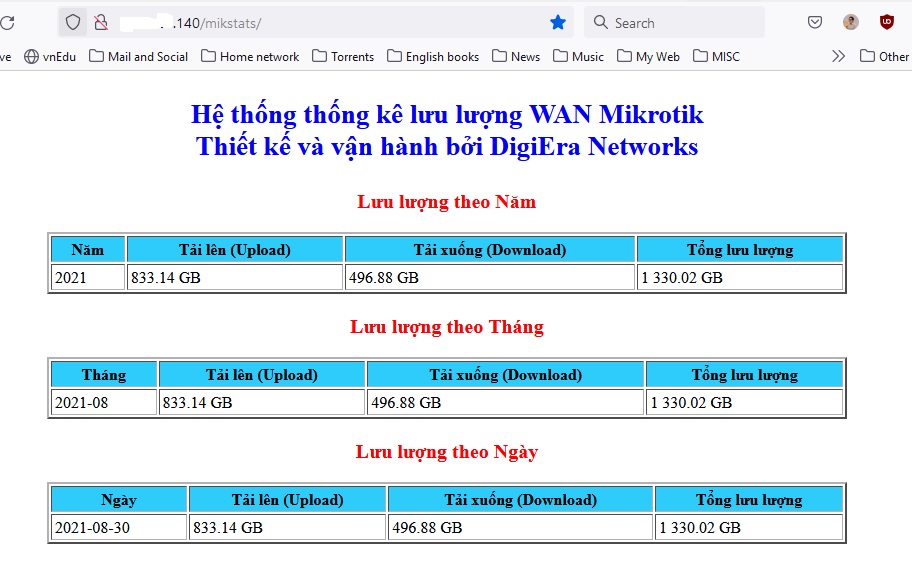 .140/mikstats/
Search
ve vnEdu Mail and Social Home network Torrents English books News Music My Web MISC Other
Hệ thống thống kê lưu lượng WAN Mikrotik
Thiết kế và vận hành bởi DigiEra Networks
Lưu lượng theo Năm
Năm Tải lên (Upload) Tải xuống (Download) Tổng lưu lượng
2021 833.14 GB 496.88 GB 1 330.02 GB
Lưu lượng theo Tháng
Tháng Tải lên (Upload) Tải xuống (Download) Tổng lưu lượng
2021-08 833.14 GB 496.88 GB 1 330.02 GB
Lưu lượng theo Ngày
Ngày Tải lên (Upload) Tải xuống (Download) Tổng lưu lượng
2021-08-30 833.14 GB 496.88 GB 1 330.02 GB